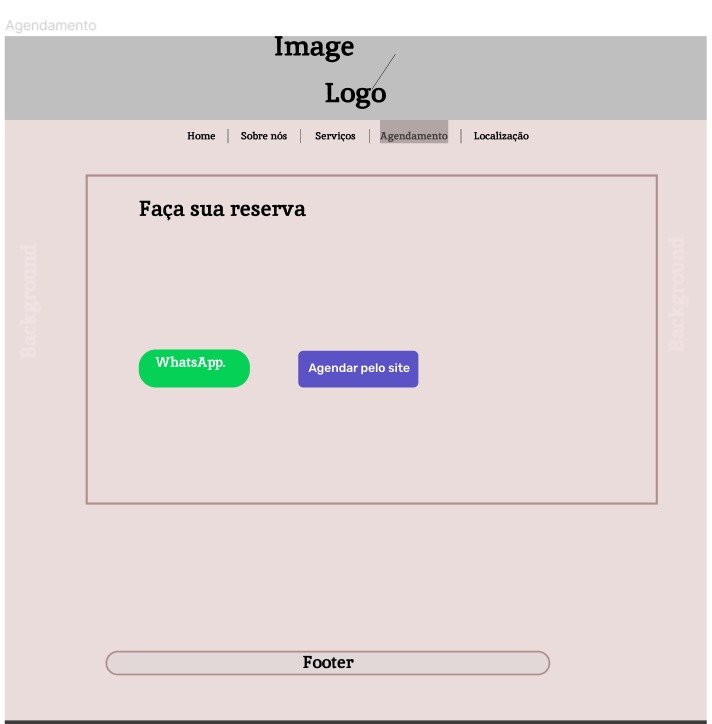 Agendamento
Image
Logo
Home
Sobre nós
Serviços
Agendamento
Localização
Faça sua reserva
Background
Background
WhatsApp.
Agendar pelo site
Footer